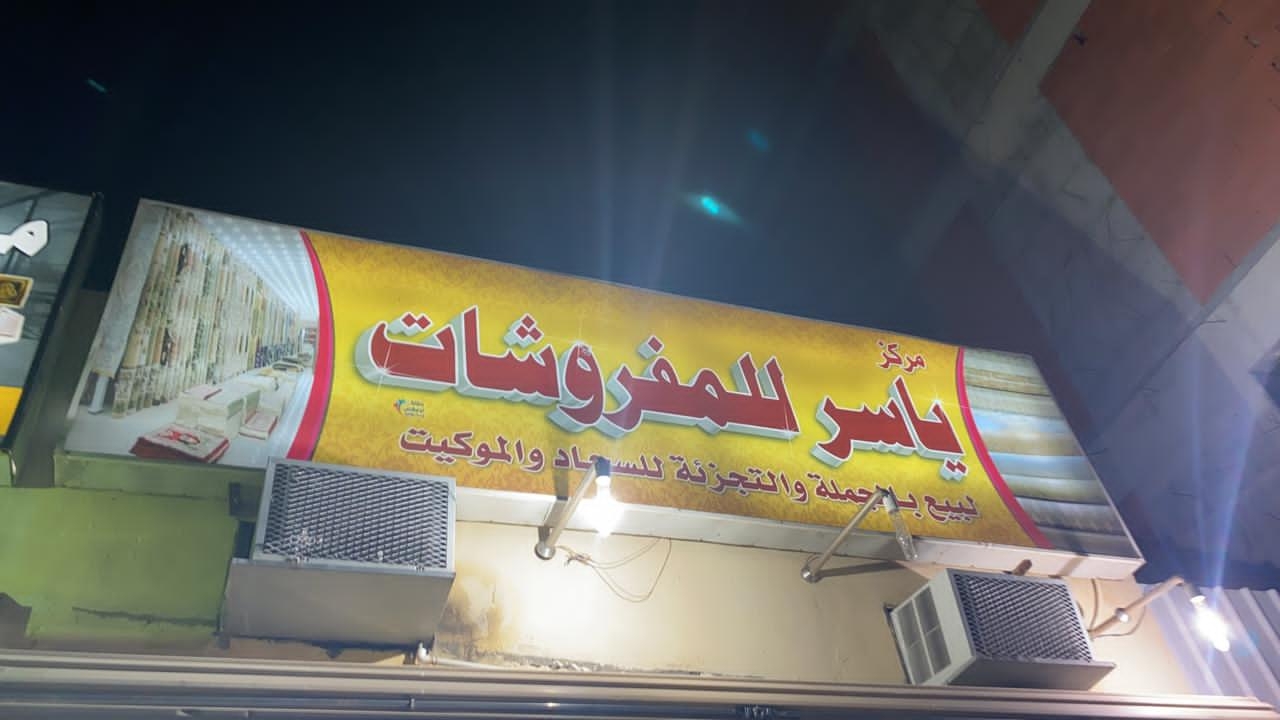 مركز
ياسر للمفروشات
لبيع بالجملة والتجزئة للسجاد والموكيت